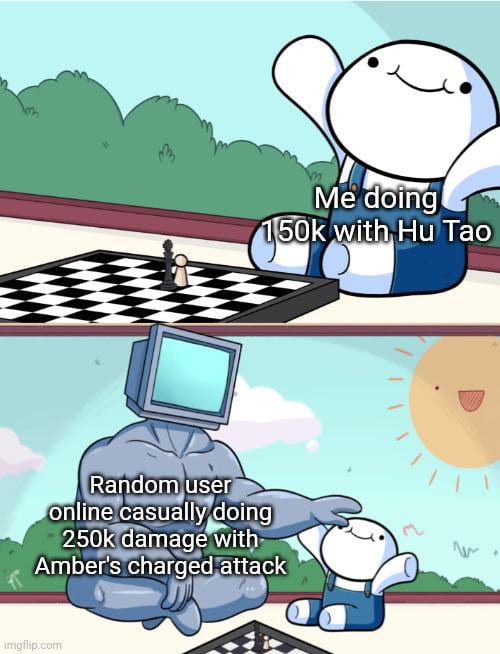 Me doing
150k with Hu Tao
Random user
online casually doing
250k damage with
Amber's charged attack
imgflip.com